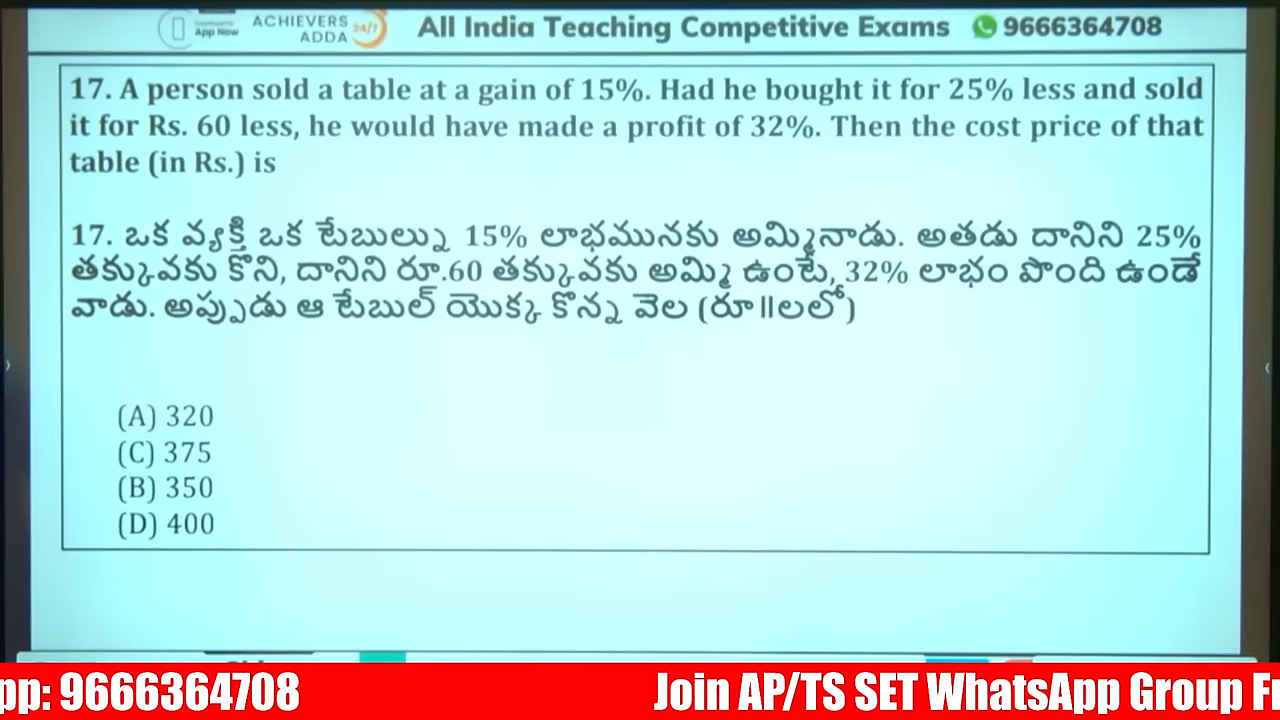 App Now
ACHIEVERS
ADDA
24/7
All India Teaching Competitive Exams 9666364708
17. A person sold a table at a gain of 15%. Had he bought it for 25% less and sold
it for Rs. 60 less, he would have made a profit of 32%. Then the cost price of that
table (in Rs.) is
17. ఒక వ్యక్తి ఒక టేబులును 15% లాభమునకు అమ్మినాడు. అతడు దానిని 25%
తక్కువకు కొని, దానిని రూ.60 తక్కువకు అమ్మి ఉంటే, 32% లాభం పొంది ఉండే
వాడు. అప్పుడు ఆ టేబుల్ యొక్క కొన్న వెల (రూ॥లలో)
(A) 320
(C) 375
(B) 350
(D) 400
pp: 9666364708 Join AP/TS SET WhatsApp Group Fr